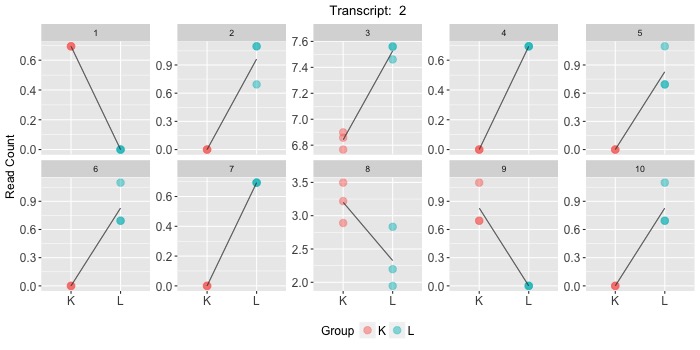 Transcript: 2
1 2 3 4 5
0.6 0.4 0.2 0.0
0.9 0.6 0.3 0.0
7.6 7.4 7.2 7.0 6.8
0.6 0.4 0.2 0.0
0.9 0.6 0.3 0.0
Read Count
6 7 8 9 10
0.9 0.6 0.3 0.0
0.6 0.4 0.2 0.0
3.5 3.0 2.5 2.0
0.9 0.6 0.3 0.0
0.9 0.6 0.3 0.0
K L K L K L K L K L
Group K L